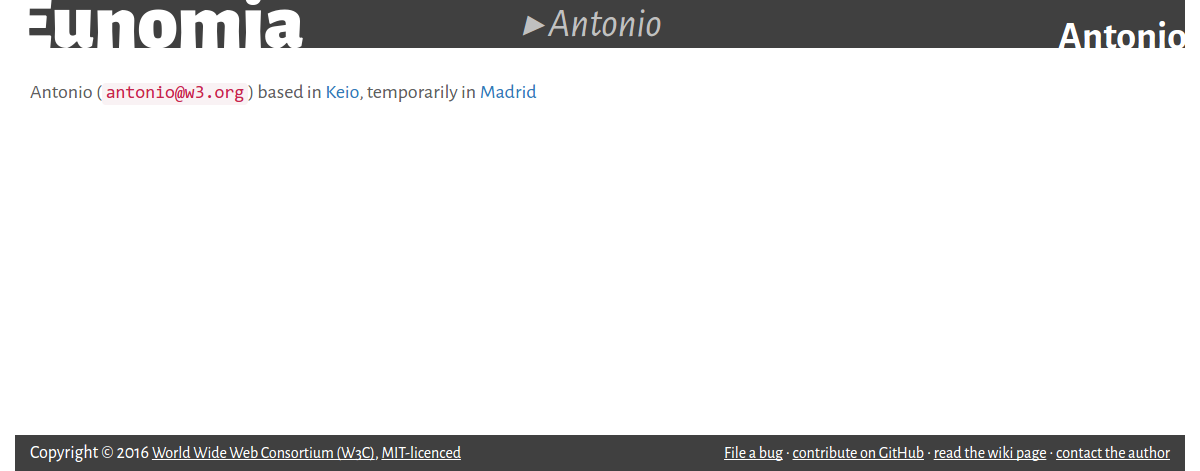 Eunomia
▶Antonio
Antonio
Antonio (antonio@w3.org) based in Keio, temporarily in Madrid
Copyright © 2016 World Wide Web Consortium (W3C), MIT-licenced
File a bug · contribute on GitHub · read the wiki page · contact the author